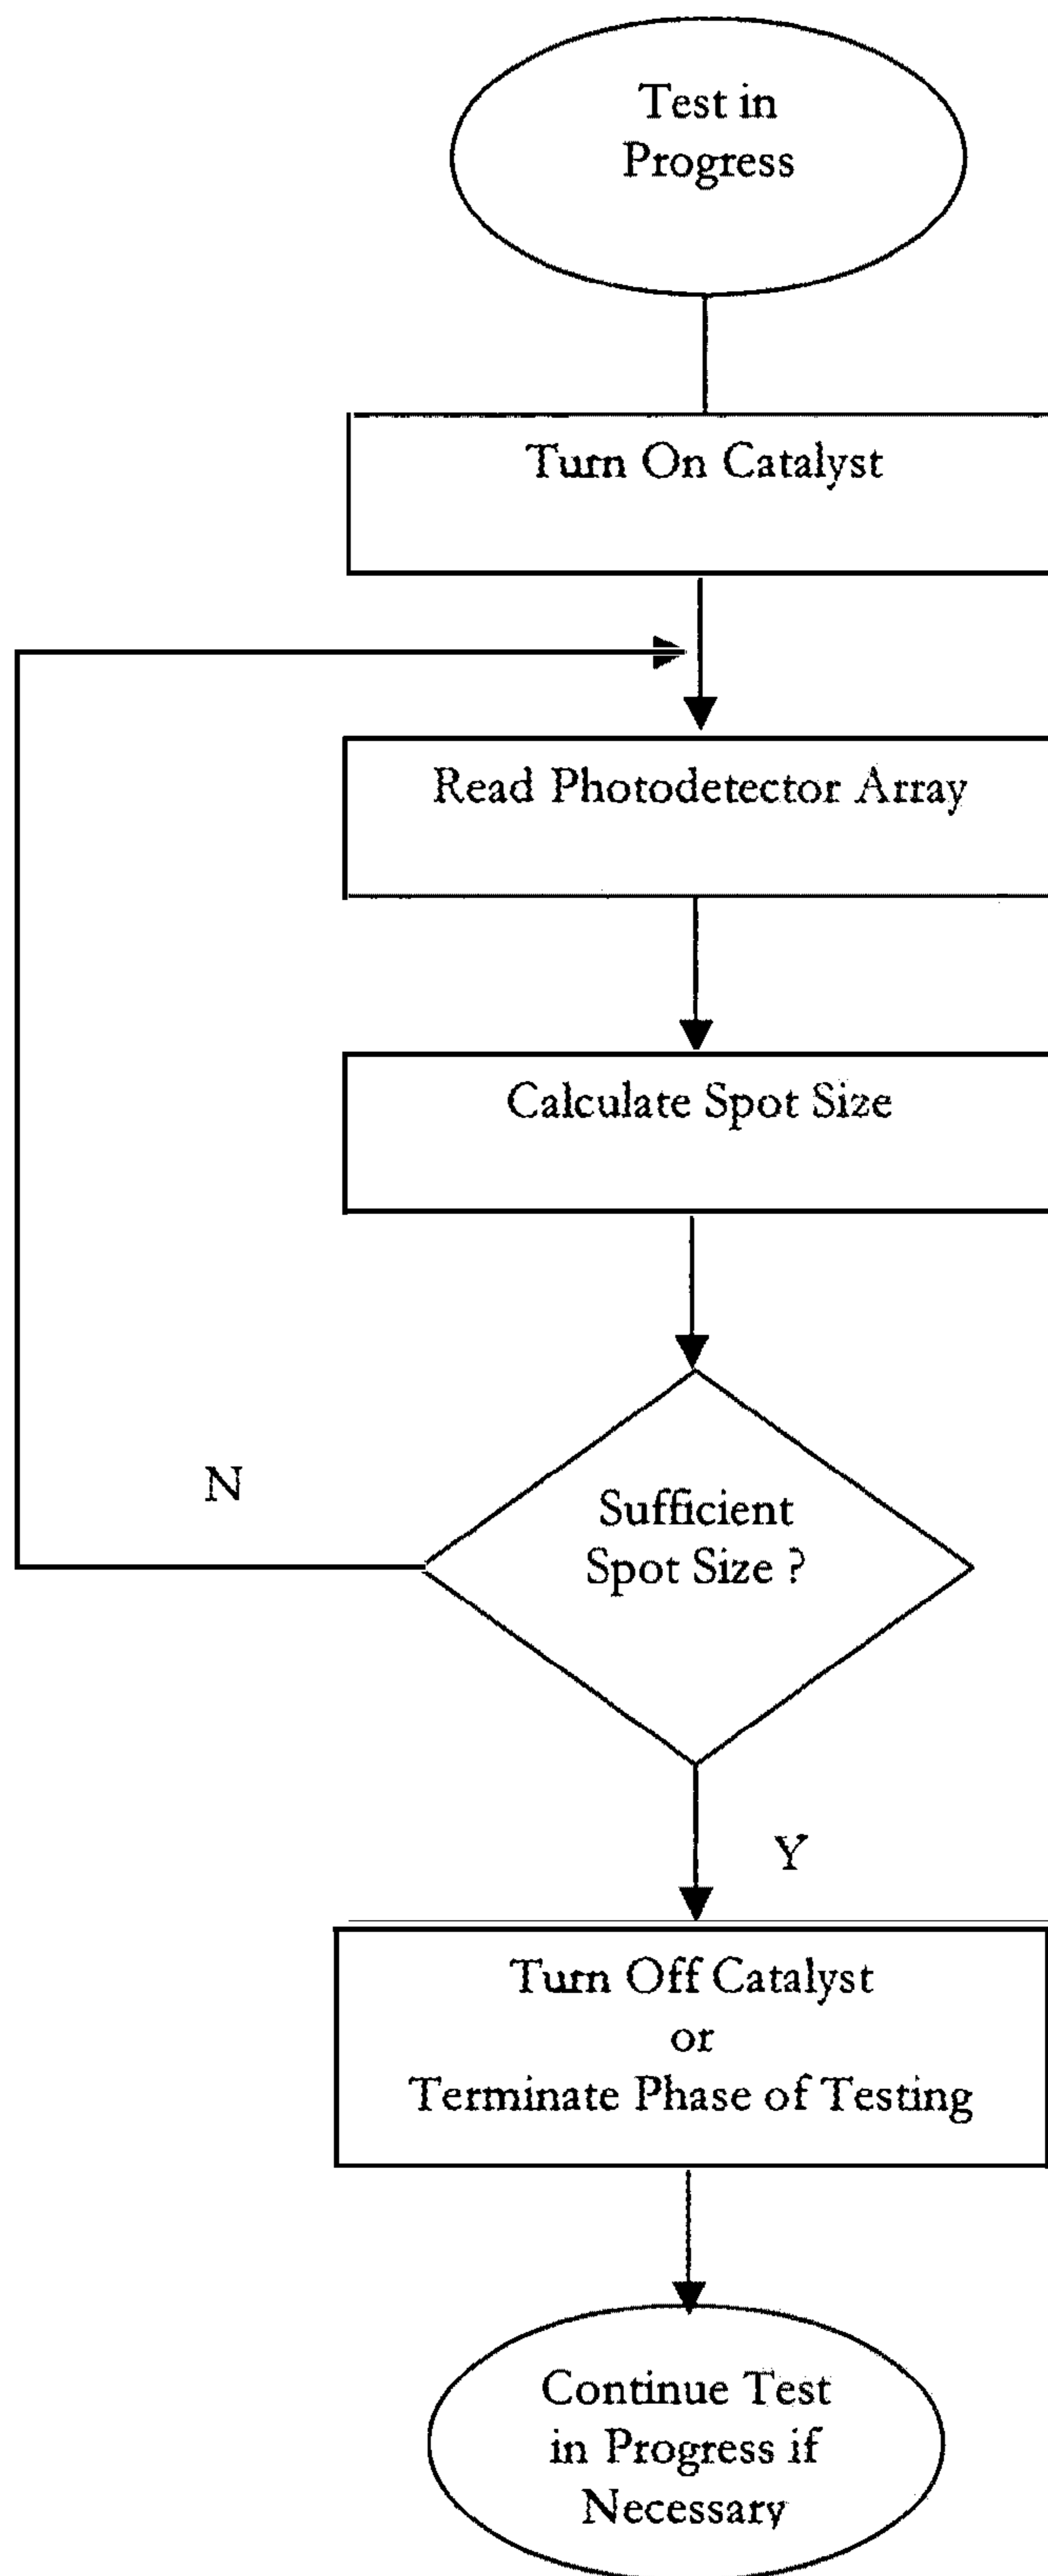 Test in
Progress
Turn On Catalyst
Read Photodetector Array
Calculate Spot Size
N
Sufficient
Spot Size ?
Y
Turn Off Catalyst
or
Terminate Phase of Testing
Continue Test
in Progress if
Necessary